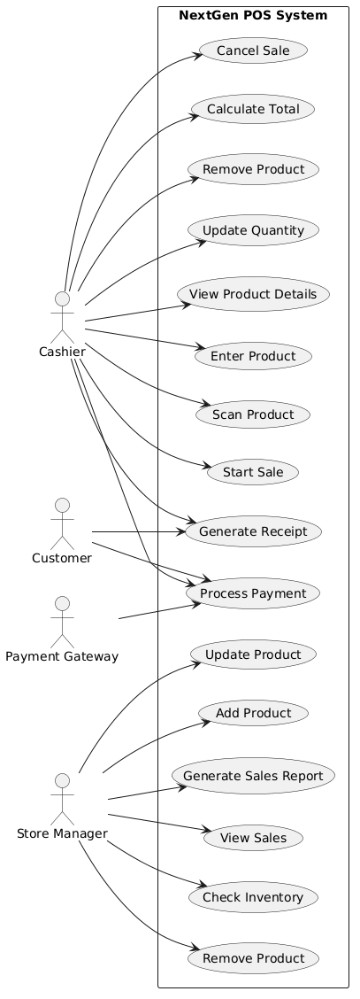 NextGen POS System
Cancel Sale
Calculate Total
Remove Product
Update Quantity
View Product Details
Cashier
Enter Product
Scan Product
Start Sale
Generate Receipt
Customer
Process Payment
Payment Gateway
Update Product
Add Product
Generate Sales Report
Store Manager
View Sales
Check Inventory
Remove Product